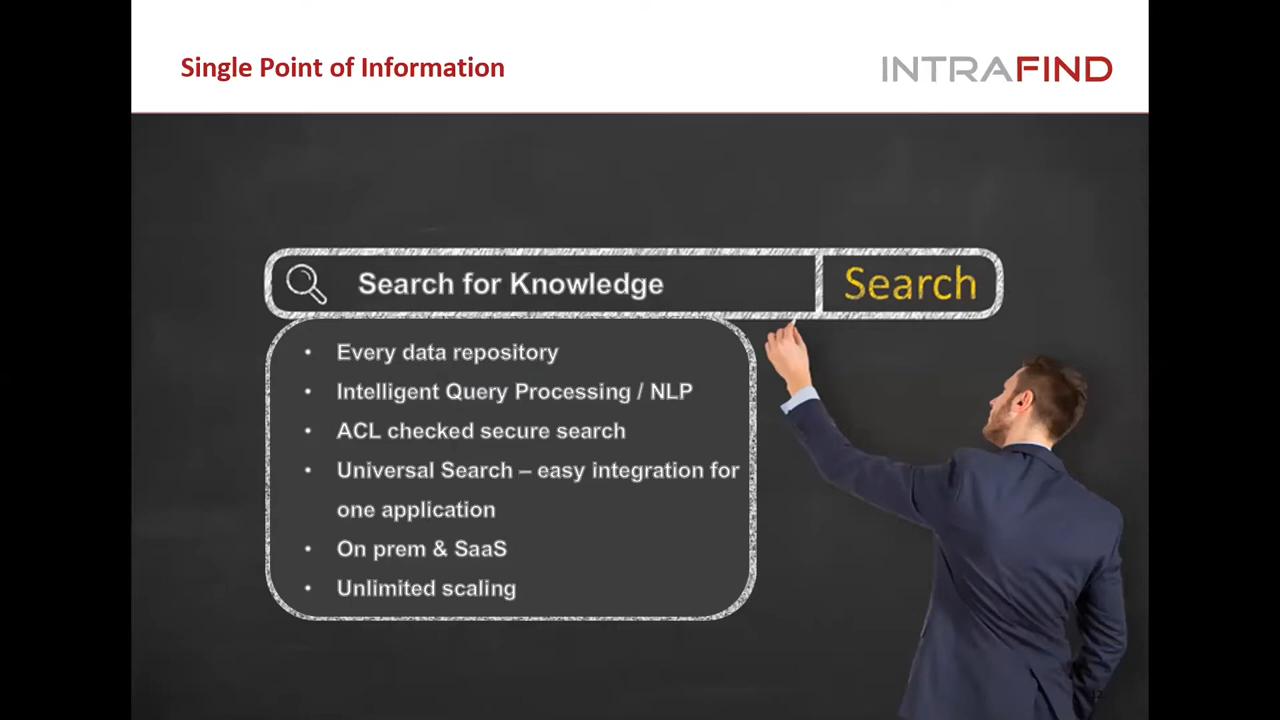 Single Point of Information
INTRAFIND
Search for Knowledge
Search
• Every data repository
• Intelligent Query Processing / NLP
• ACL checked secure search
• Universal Search – easy integration for
one application
• On prem & SaaS
• Unlimited scaling